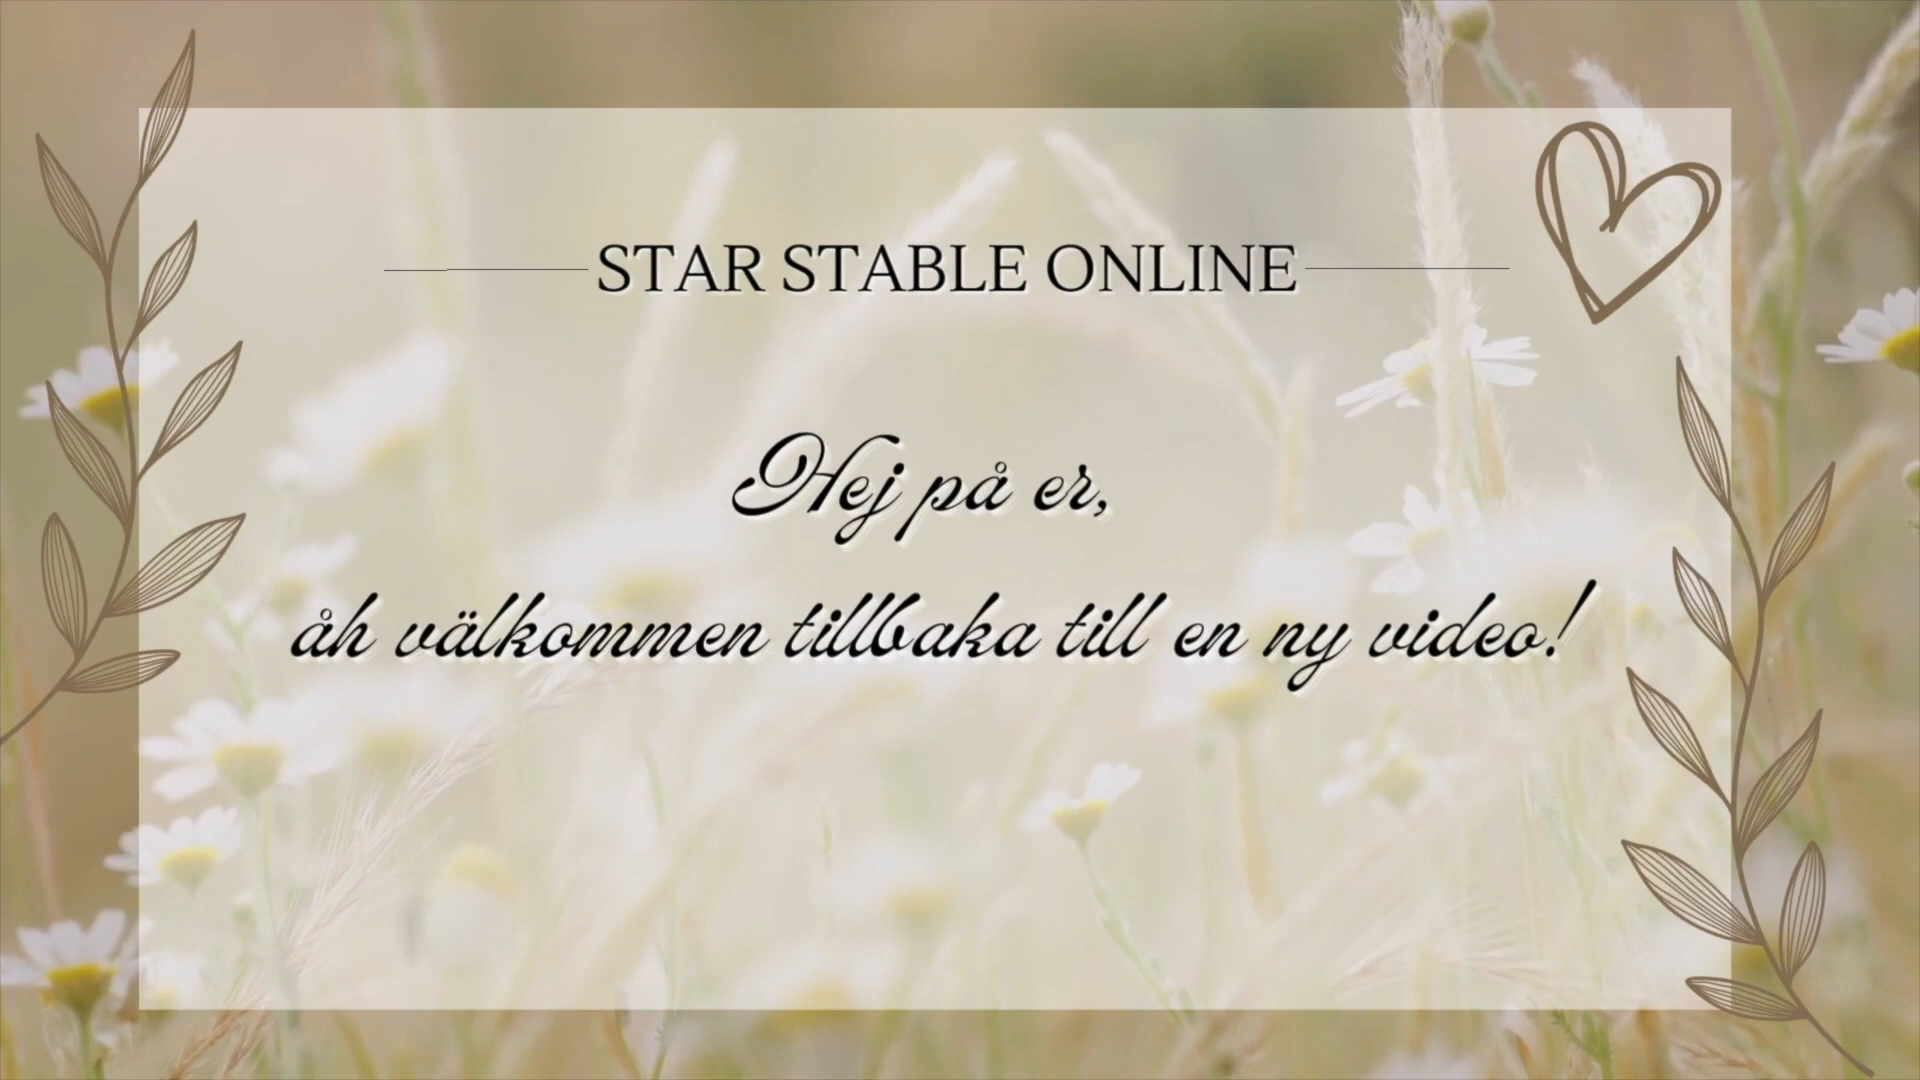 STAR STABLE ONLINE
Hej på er,
åh välkommen tillbaka till en ny video!